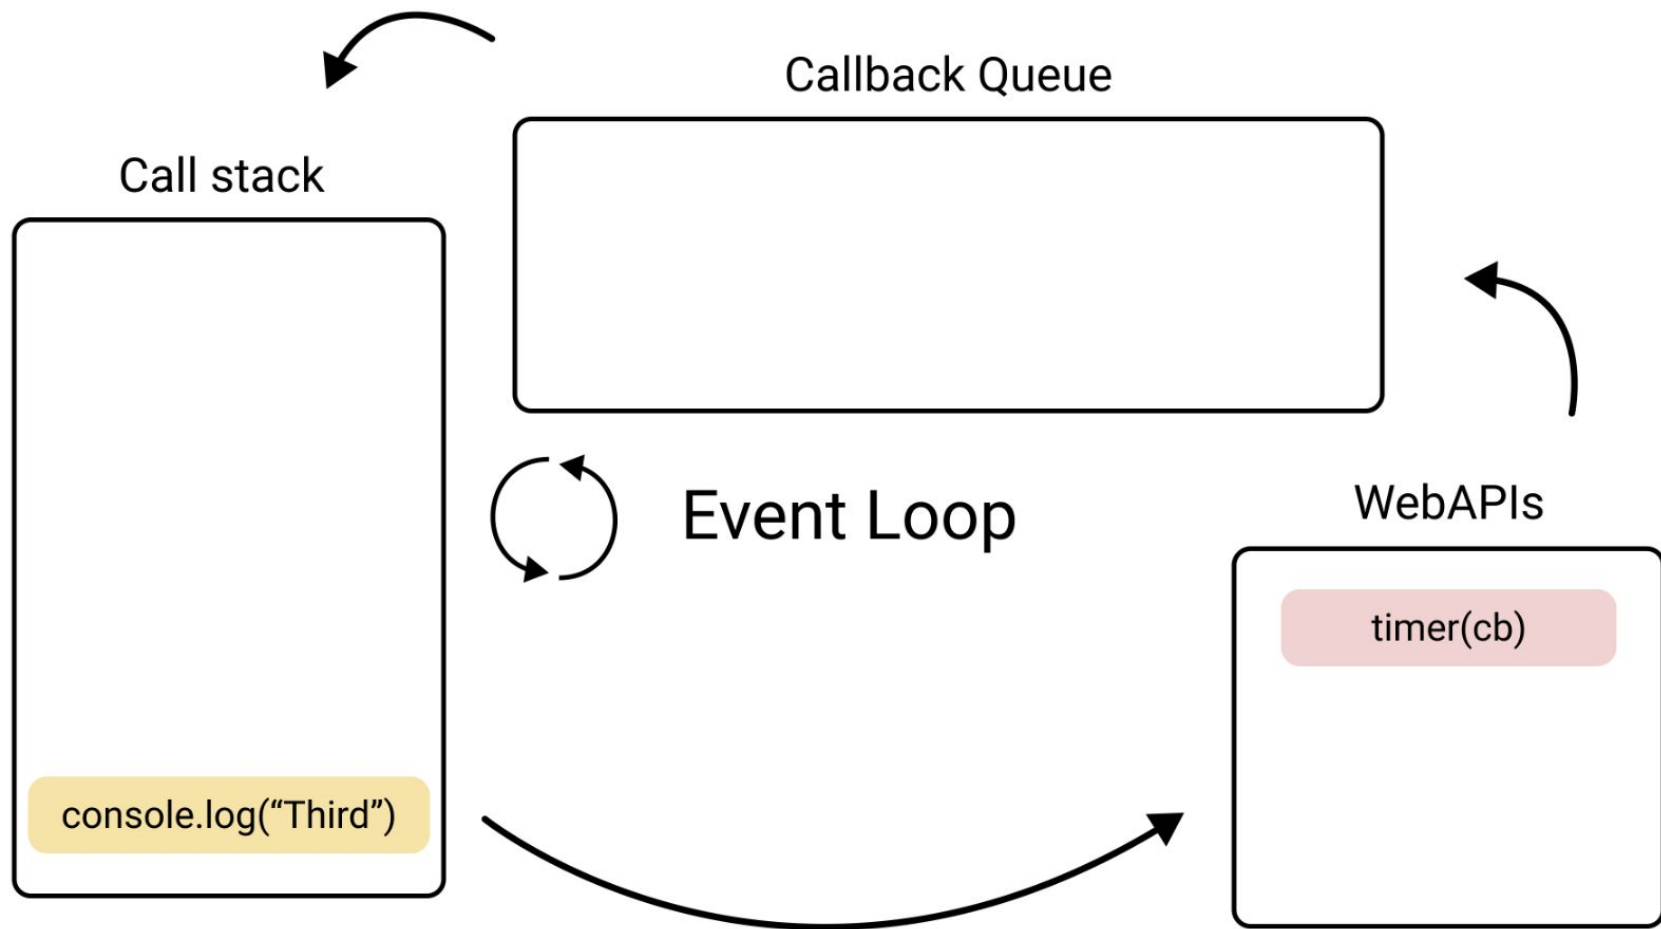 Callback Queue
Call stack
Event Loop
WebAPIs
timer(cb)
console.log(“Third”)